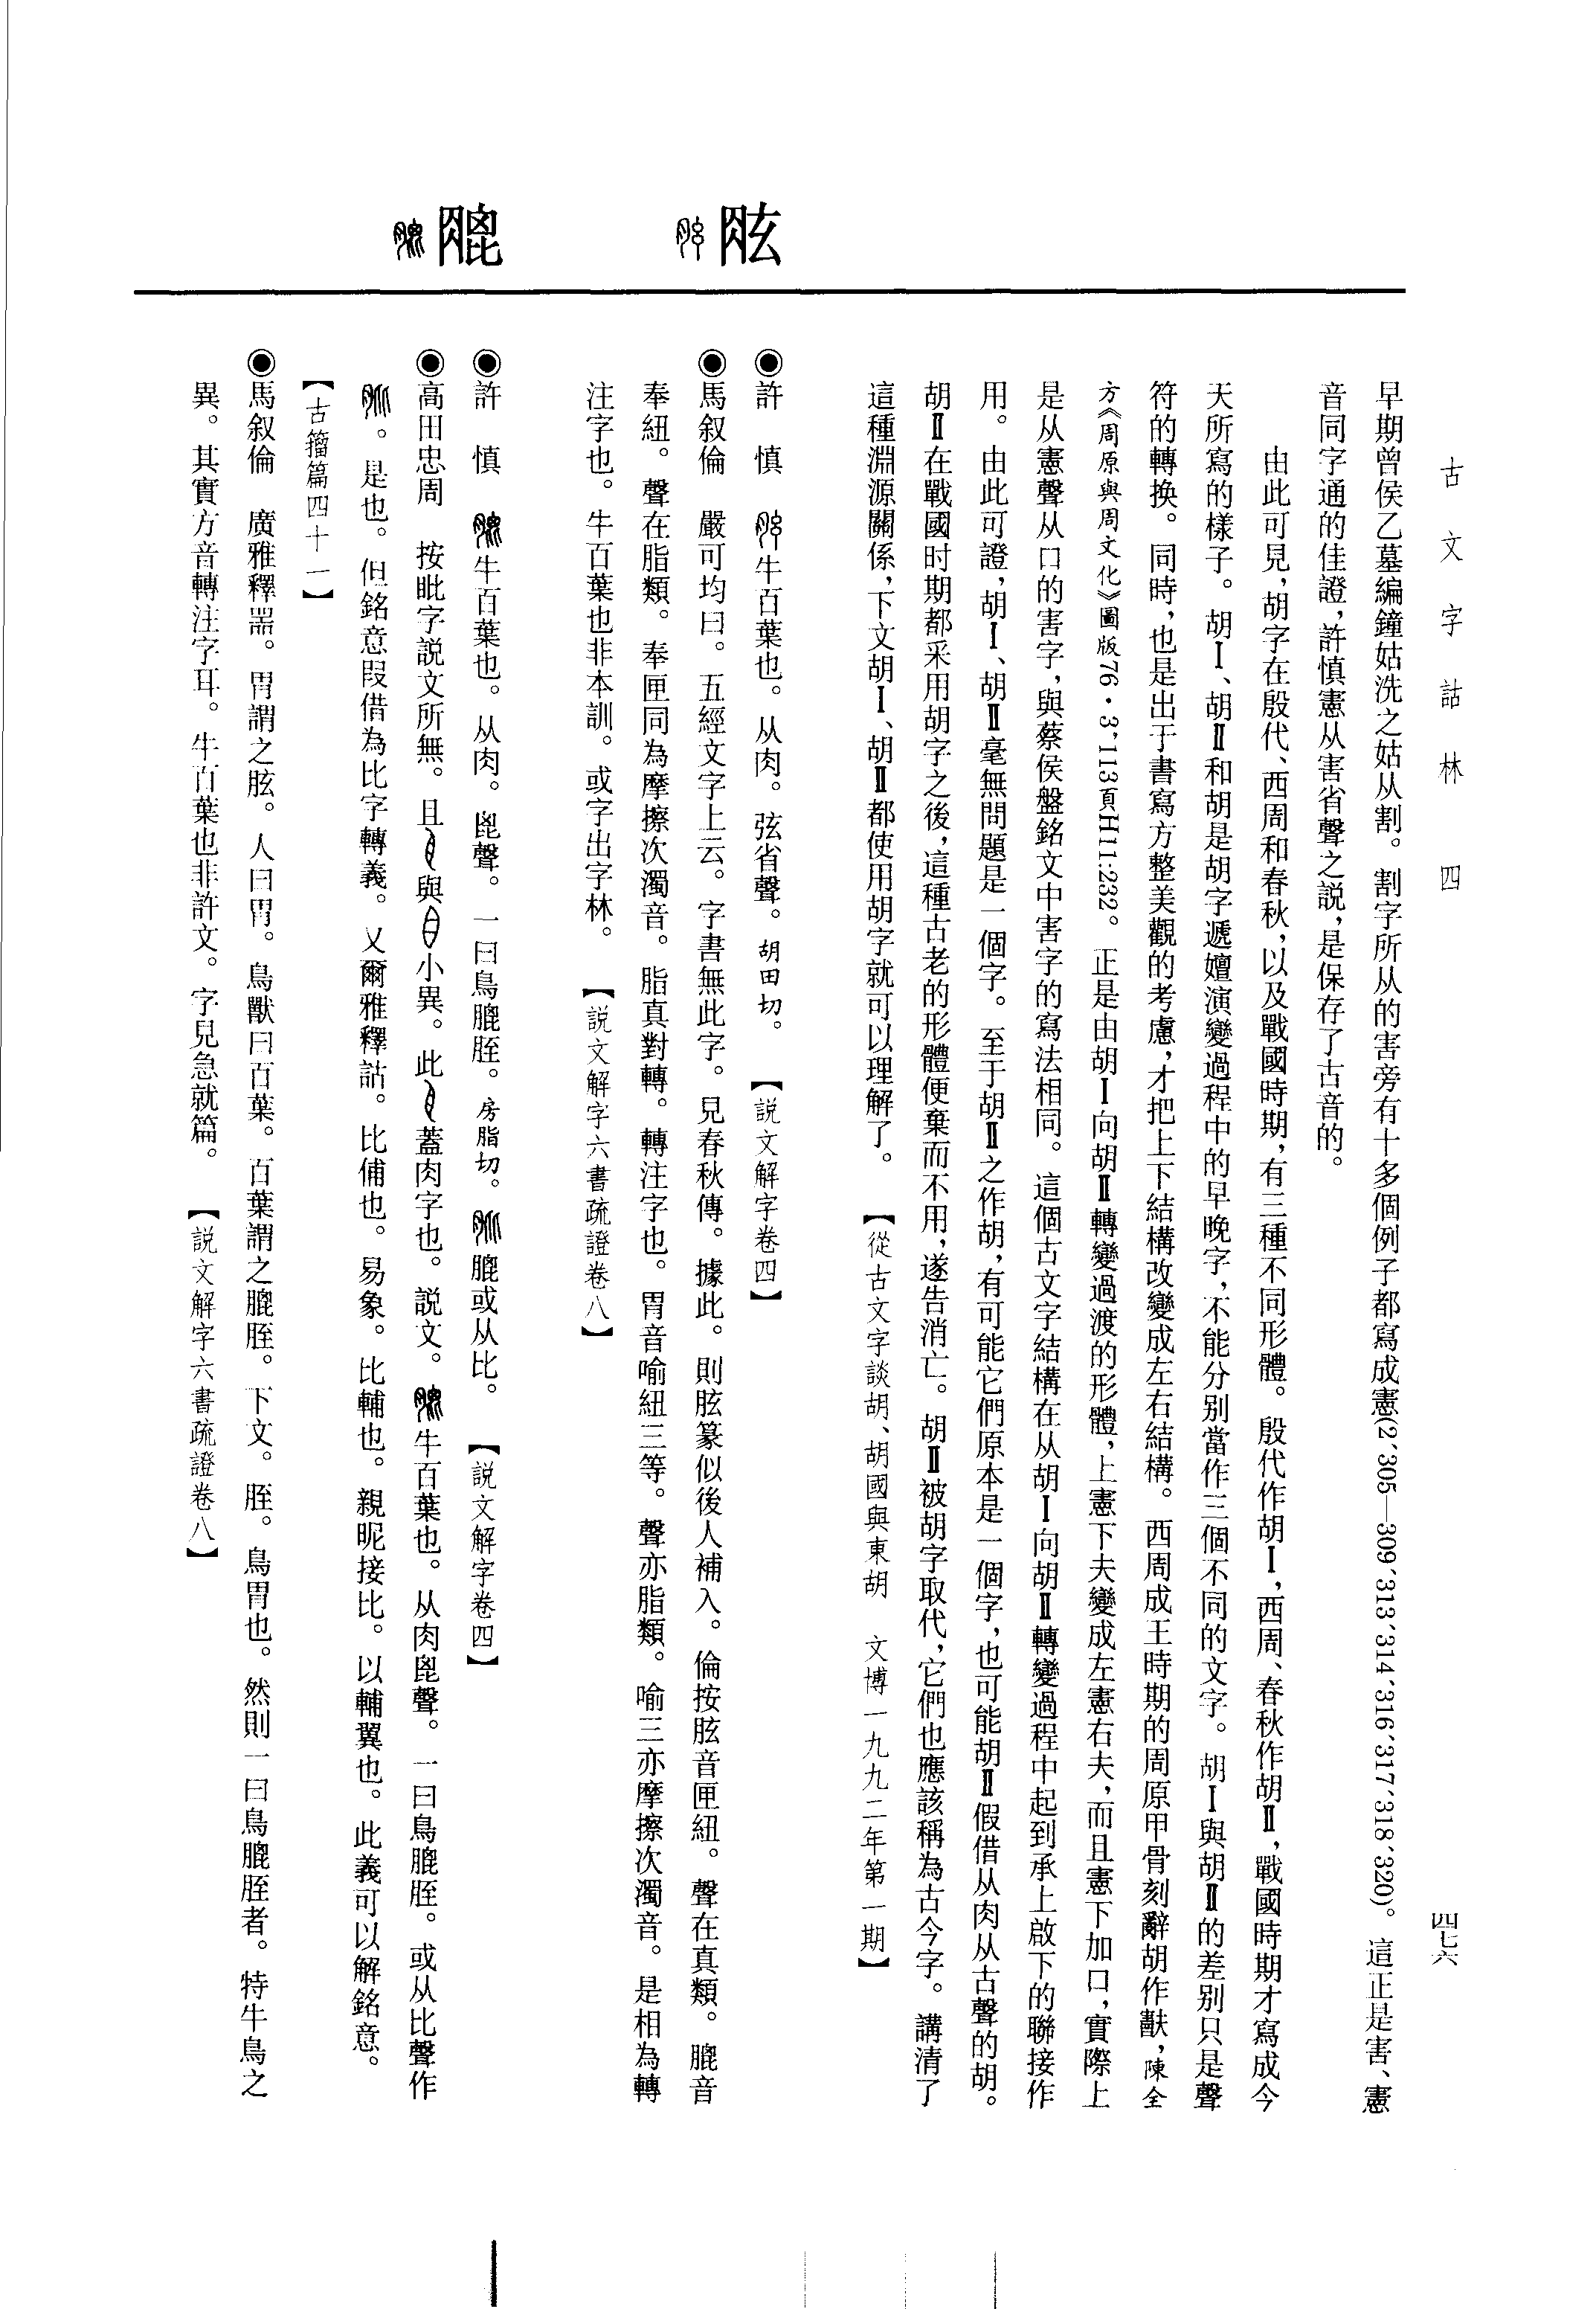 古文字詁林　四
四七六
早期曾侯乙墓編鐘姑洗之姑从割。割字所从的害旁有十多個例子都寫成憲(2´305—309´313´314´316´317´318´320)。這正是害、憲
音同字通的佳證，許慎憲从害省聲之説，是保存了古音的。
由此可見，胡字在殷代、西周和春秋，以及戰國時期，有三種不同形體。殷代作胡Ⅰ，西周、春秋作胡Ⅱ，戰國時期才寫成今
天所寫的樣子。胡Ⅰ、胡Ⅱ和胡是胡字遞嬗演變過程中的早晚字，不能分别當作三個不同的文字。胡Ⅰ與胡Ⅱ的差别只是聲
符的轉换。同時，也是出于書寫方整美觀的考慮，才把上下結構改變成左右結構。西周成王時期的周原甲骨刻辭胡作㝬，陳全
方《周原與周文化》圖版76·3´113頁H11:232。正是由胡Ⅰ向胡Ⅱ轉變過渡的形體，上憲下夫變成左憲右夫，而且憲下加口，實際上
是从憲聲从口的害字，與蔡侯盤銘文中害字的寫法相同。這個古文字結構在从胡Ⅰ向胡Ⅱ轉變過程中起到承上啟下的聯接作
用。由此可證，胡Ⅰ、胡Ⅱ毫無問題是一個字。至于胡Ⅱ之作胡，有可能它們原本是一個字，也可能胡Ⅱ假借从肉从古聲的胡。
胡Ⅱ在戰國时期都采用胡字之後，這種古老的形體便棄而不用，遂告消亡。胡Ⅱ被胡字取代，它們也應該稱為古今字。講清了
這種淵源關係，下文胡Ⅰ、胡Ⅱ都使用胡字就可以理解了。　【從古文字談胡、胡國與東胡　文博一九九二年第一期】
胘
◉許　慎　牛百葉也。从肉。弦省聲。胡田切。　【説文解字卷四】
◉馬叙倫　嚴可均曰。五經文字上云。字書無此字。見春秋傳。據此。則胘篆似後人補入。倫按胘音匣紐。聲在真類。膍音
奉紐。聲在脂類。奉匣同為摩擦次濁音。脂真對轉。轉注字也。胃音喻紐三等。聲亦脂類。喻三亦摩擦次濁音。是相為轉
注字也。牛百葉也非本訓。或字出字林。　【説文解字六書疏證卷八】
膍
◉許　慎　牛百葉也。从肉。毘聲。一曰鳥膍胵。房脂切。膍或从比。　【説文解字卷四】
◉高田忠周　按毗字説文所無。且與小異。此蓋肉字也。説文。牛百葉也。从肉毘聲。一曰鳥膍胵。或从比聲作
。是也。但銘意叚借為比字轉義。乂爾雅釋詁。比俌也。易象。比輔也。親昵接比。以輔翼也。此義可以解銘意。
【古籀篇四十一】
◉馬叙倫　廣雅釋噐。胃謂之胘。人曰胃。鳥獸曰百葉。百葉謂之膍胵。下文。胵。鳥胃也。然則一曰鳥膍胵者。特牛鳥之
異。其實方音轉注字耳。牛百葉也非許文。字見急就篇。　【説文解字六書疏證卷八】